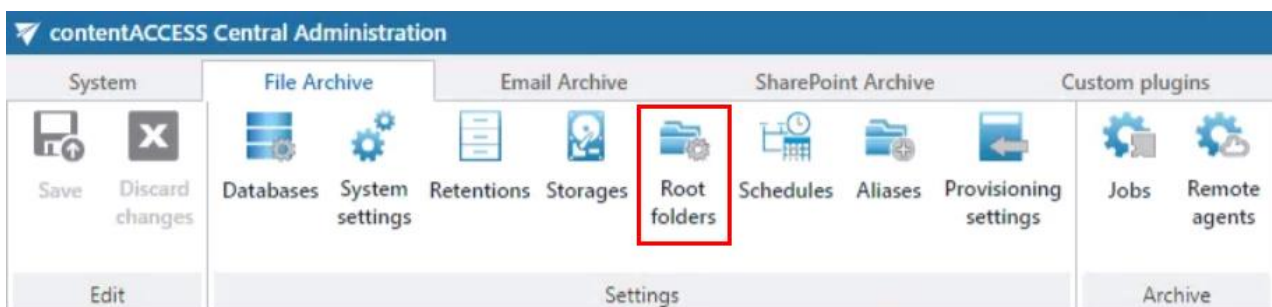 contentACCESS Central Administration
System File Archive Email Archive SharePoint Archive Custom plugins
Save Discard changes Databases System settings Retentions Storages Root folders Schedules Aliases Provisioning settings Jobs Remote agents
Edit Settings Archive